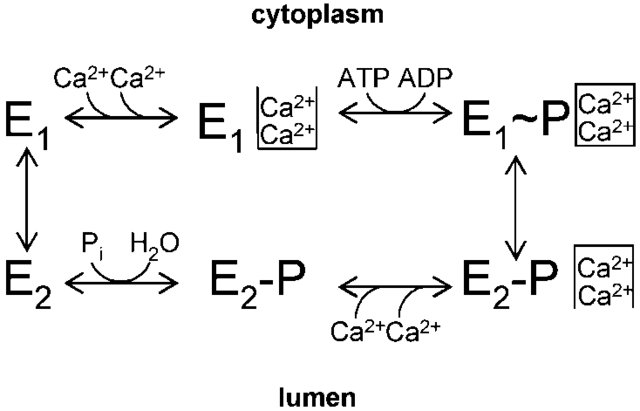 cytoplasm
Ca²⁺Ca²⁺ ATP ADP
E₁ E₁ Ca²⁺ E₁~P Ca²⁺
Ca²⁺ Ca²⁺
Pᵢ H₂O
E₂ E₂-P E₂-P Ca²⁺
Ca²⁺
Ca²⁺Ca²⁺
lumen